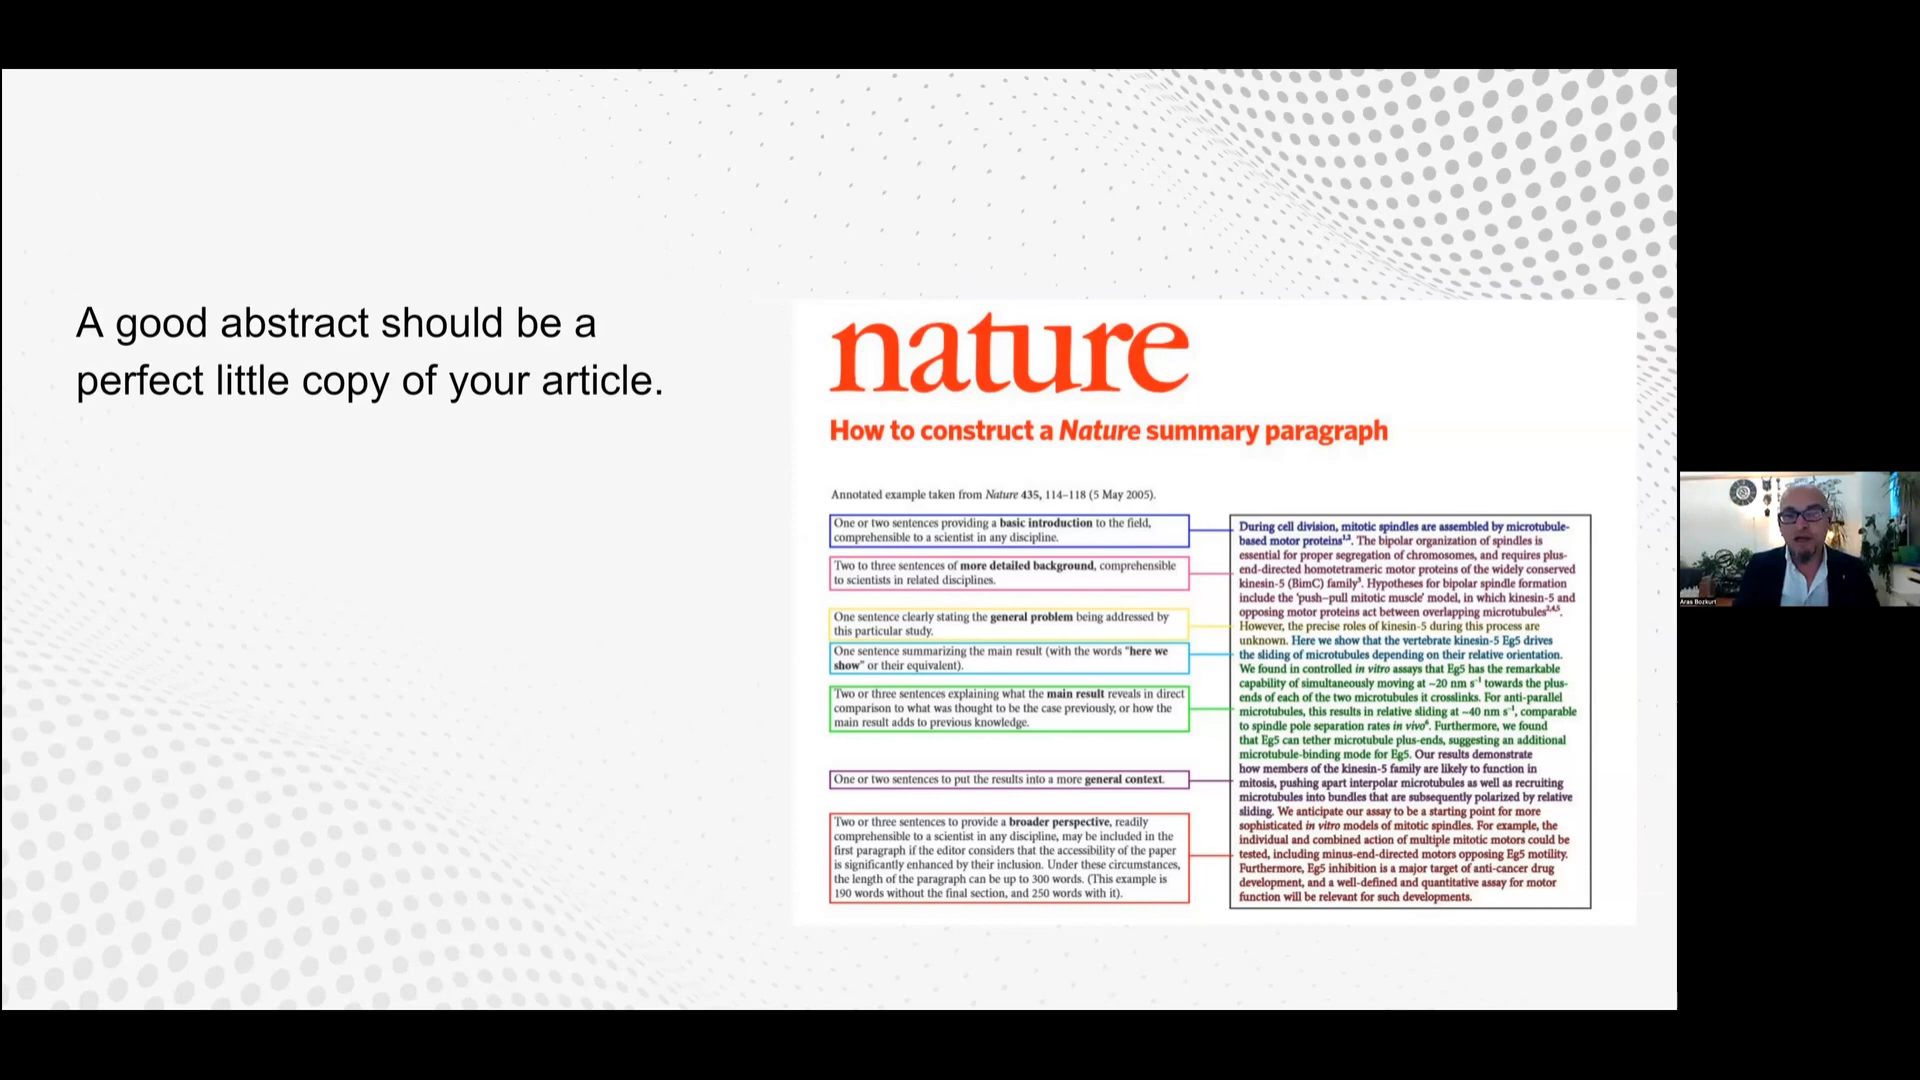 A good abstract should be a
perfect little copy of your article.
nature
How to construct a Nature summary paragraph
Annotated example taken from Nature 435, 114–118 (5 May 2005).
One or two sentences providing a basic introduction to the field,
comprehensible to a scientist in any discipline.
Two to three sentences of more detailed background, comprehensible
to scientists in related disciplines.
One sentence clearly stating the general problem being addressed by
this particular study.
One sentence summarizing the main result (with the words "here we
show" or their equivalent).
Two or three sentences explaining what the main result reveals in direct
comparison to what was thought to be the case previously, or how the
main result adds to previous knowledge.
One or two sentences to put the results into a more general context.
Two or three sentences to provide a broader perspective, readily
comprehensible to a scientist in any discipline, may be included in the
first paragraph if the editor considers that the accessibility of the paper
is significantly enhanced by their inclusion. Under these circumstances,
the length of the paragraph can be up to 300 words. (This example is
190 words without the final section, and 250 words with it).
During cell division, mitotic spindles are assembled by microtubule-
based motor proteins¹,². The bipolar organization of spindles is
essential for proper segregation of chromosomes, and requires plus-
end-directed homotetrameric motor proteins of the widely conserved
kinesin-5 (BimC) family³. Hypotheses for bipolar spindle formation
include the 'push–pull mitotic muscle' model, in which kinesin-5 and
opposing motor proteins act between overlapping microtubules²,⁴,⁵.
However, the precise roles of kinesin-5 during this process are
unknown. Here we show that the vertebrate kinesin-5 Eg5 drives
the sliding of microtubules depending on their relative orientation.
We found in controlled in vitro assays that Eg5 has the remarkable
capability of simultaneously moving at ~20 nm s⁻¹ towards the plus-
ends of each of the two microtubules it crosslinks. For anti-parallel
microtubules, this results in relative sliding at ~40 nm s⁻¹, comparable
to spindle pole separation rates in vivo⁶. Furthermore, we found
that Eg5 can tether microtubule plus-ends, suggesting an additional
microtubule-binding mode for Eg5. Our results demonstrate
how members of the kinesin-5 family are likely to function in
mitosis, pushing apart interpolar microtubules as well as recruiting
microtubules into bundles that are subsequently polarized by relative
sliding. We anticipate our assay to be a starting point for more
sophisticated in vitro models of mitotic spindles. For example, the
individual and combined action of multiple mitotic motors could be
tested, including minus-end-directed motors opposing Eg5 motility.
Furthermore, Eg5 inhibition is a major target of anti-cancer drug
development, and a well-defined and quantitative assay for motor
function will be relevant for such developments.
Aras Bozkurt